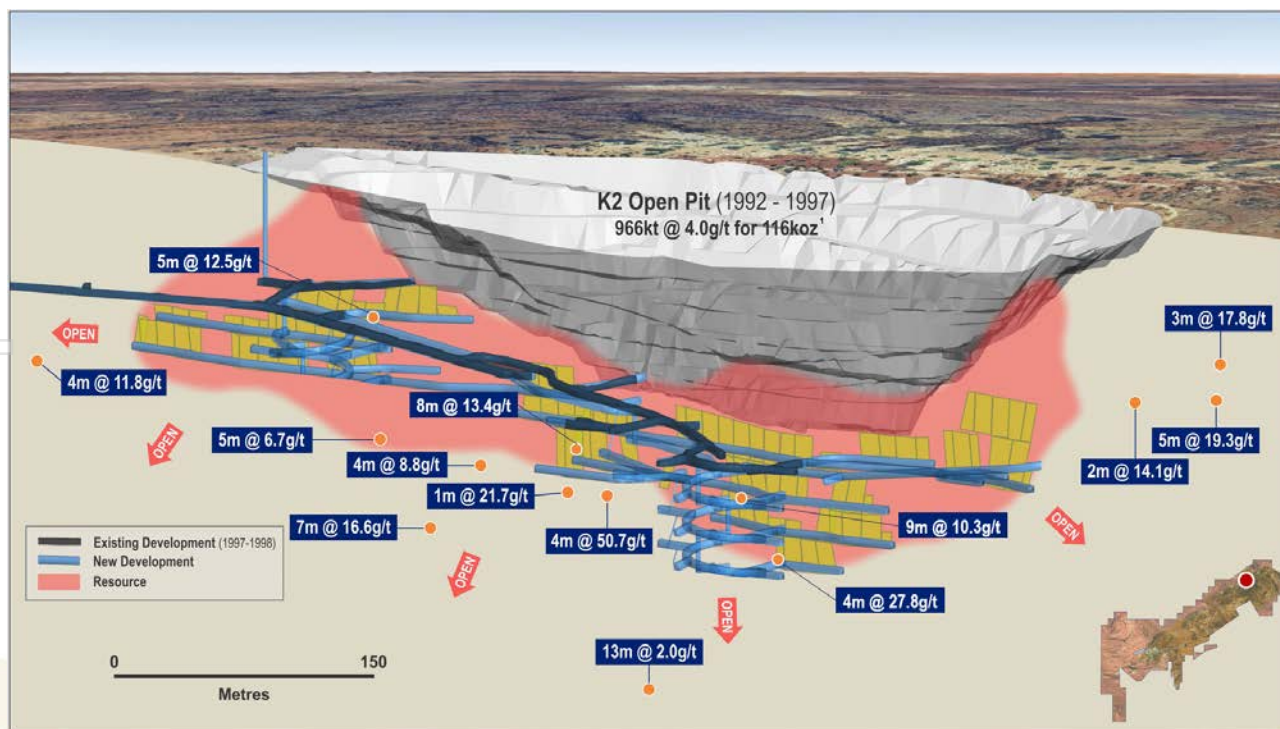 K2 Open Pit (1992 - 1997)
966kt @ 4.0g/t for 116koz¹
5m @ 12.5g/t
3m @ 17.8g/t
OPEN
4m @ 11.8g/t
8m @ 13.4g/t
5m @ 19.3g/t
2m @ 14.1g/t
OPEN
5m @ 6.7g/t
4m @ 8.8g/t
1m @ 21.7g/t
7m @ 16.6g/t
4m @ 50.7g/t
9m @ 10.3g/t
OPEN
OPEN
4m @ 27.8g/t
OPEN
13m @ 2.0g/t
Existing Development (1997-1998)
New Development
Resource
0 150
Metres